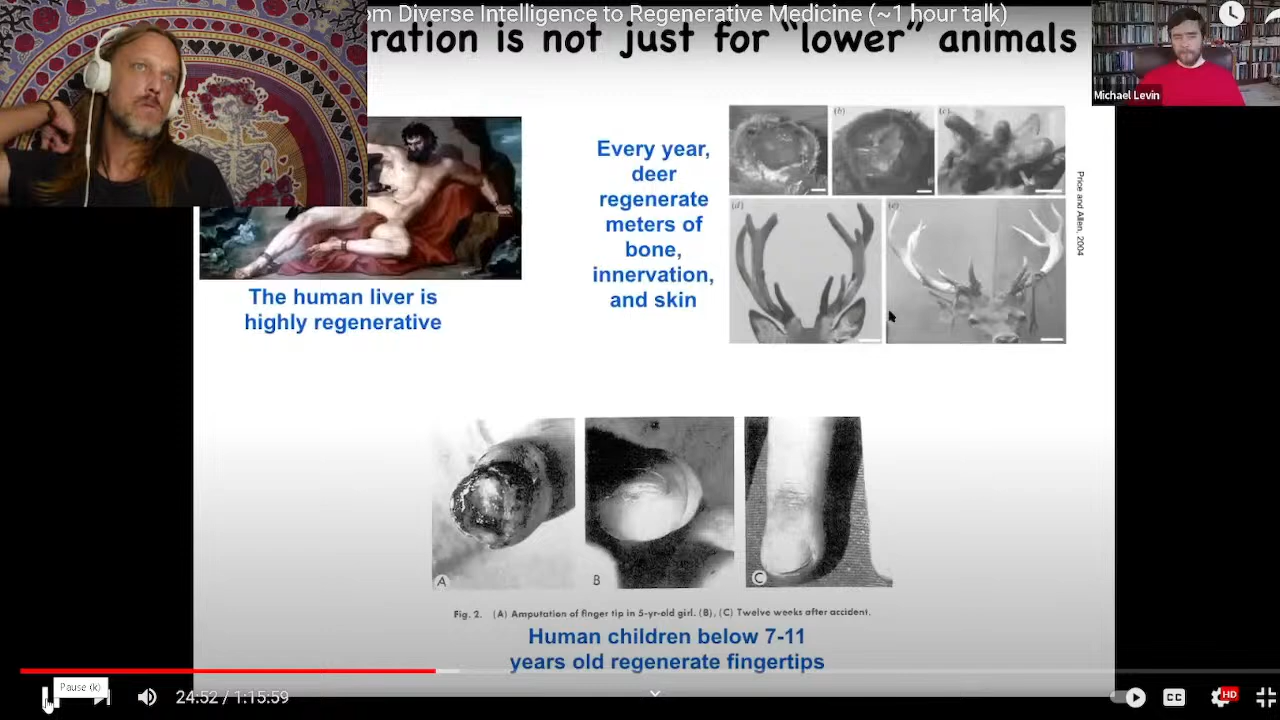 om Diverse Intelligence to Regenerative Medicine (~1 hour talk)
ration is not just for “lower” animals
Michael Levin
Every year,
deer
regenerate
meters of
bone,
innervation,
and skin
(b)
(c)
(d)
(e)
Price and Allen, 2004
The human liver is
highly regenerative
A
B
C
Fig. 2. (A) Amputation of finger tip in 5-yr-old girl. (B), (C) Twelve weeks after accident.
Human children below 7-11
years old regenerate fingertips
Pause (k)
24:52 / 1:15:59
CC
HD